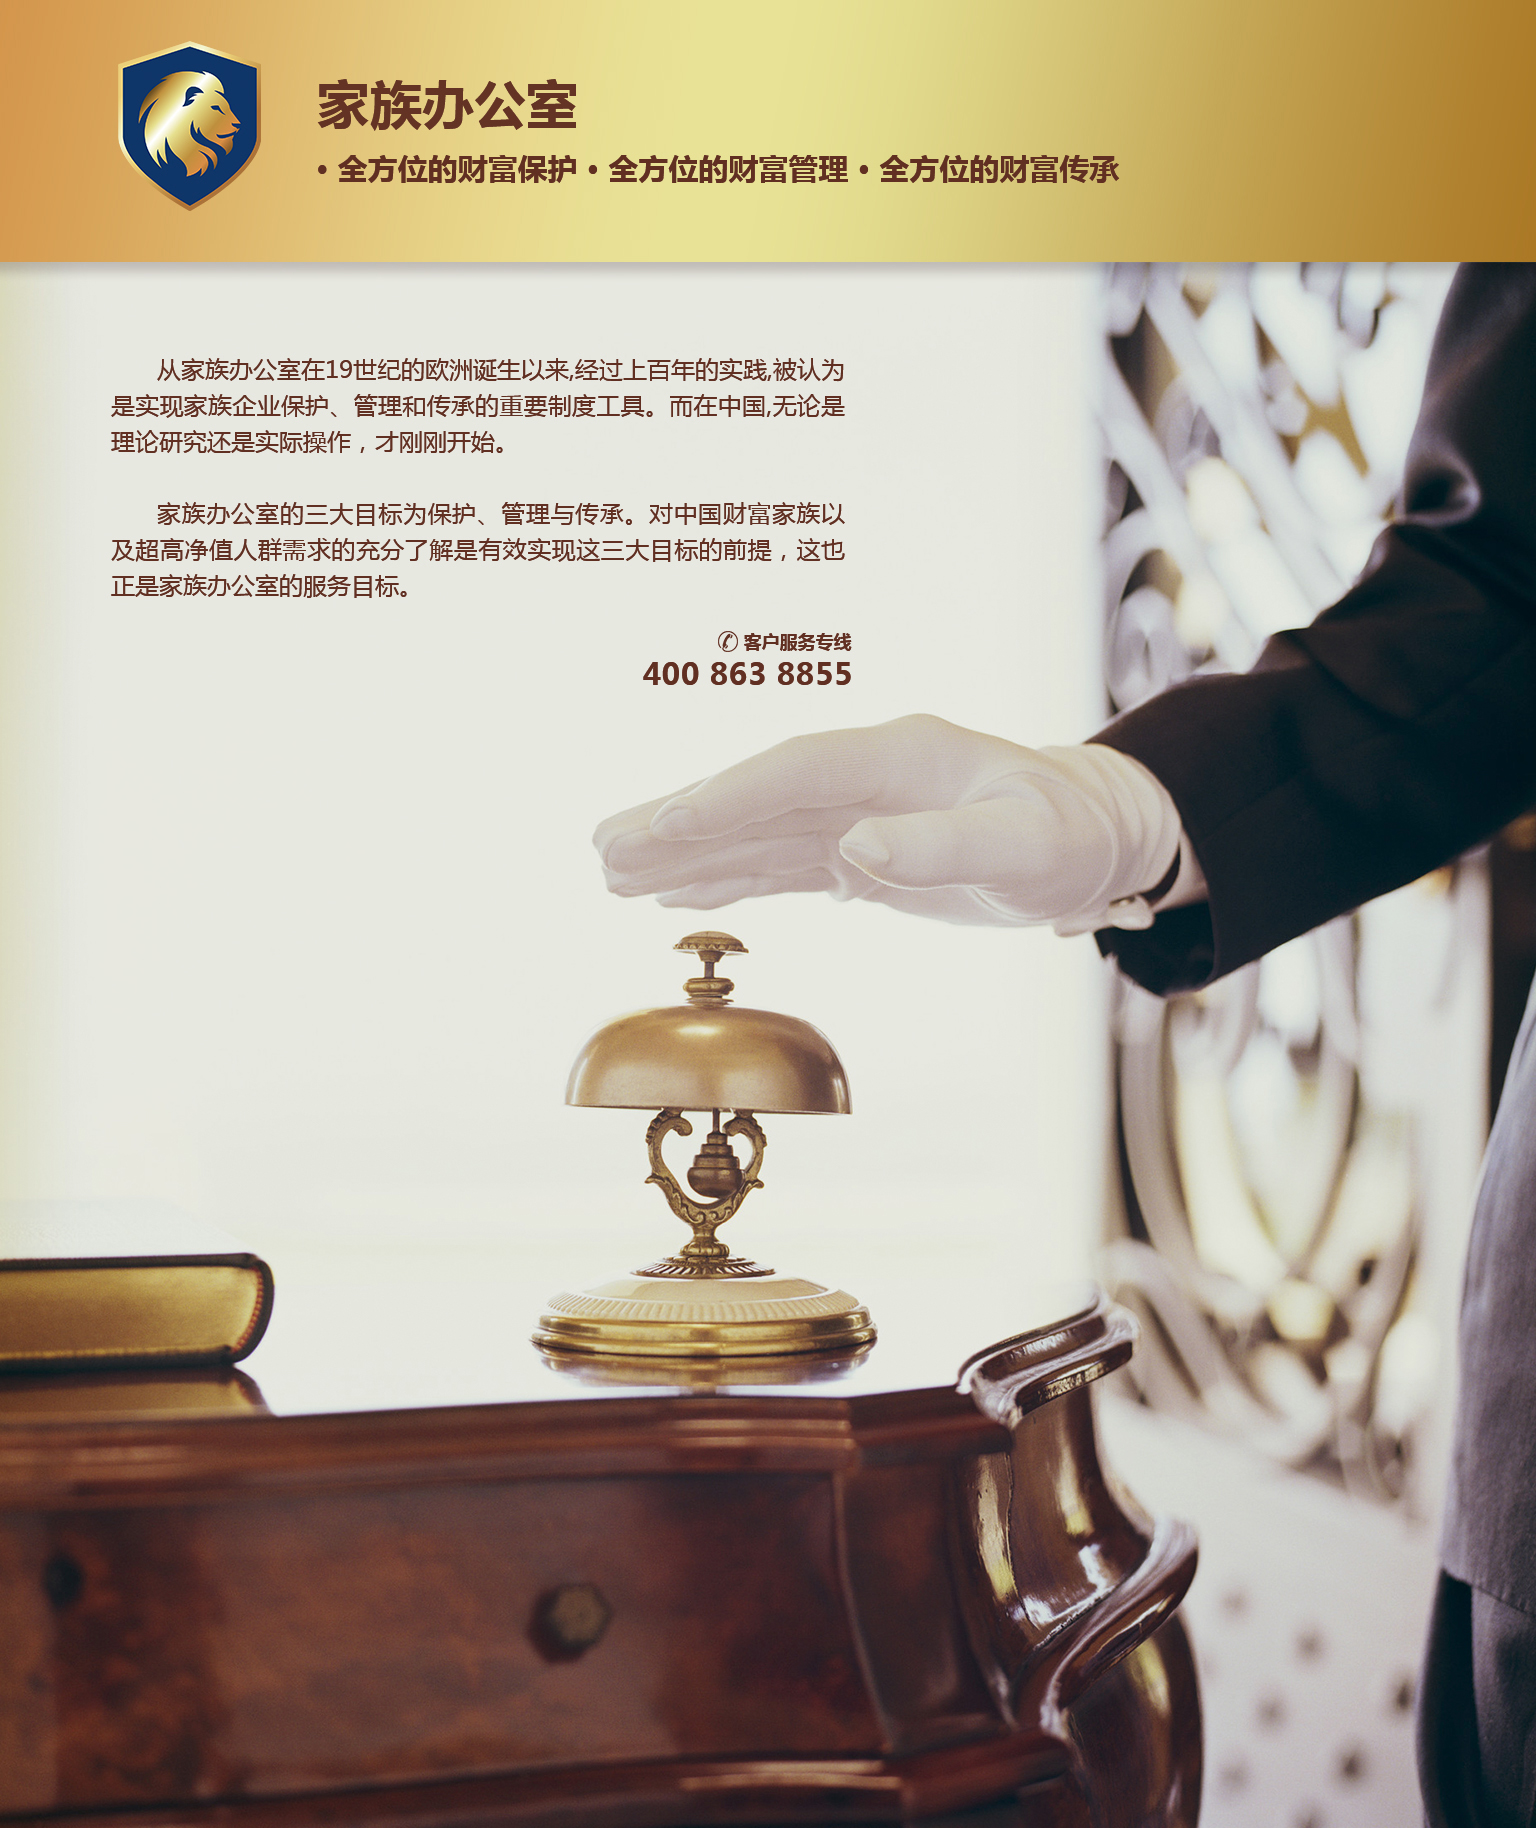 家族办公室
• 全方位的财富保护 • 全方位的财富管理 • 全方位的财富传承
从家族办公室在19世纪的欧洲诞生以来,经过上百年的实践,被认为
是实现家族企业保护、管理和传承的重要制度工具。而在中国,无论是
理论研究还是实际操作，才刚刚开始。
家族办公室的三大目标为保护、管理与传承。对中国财富家族以
及超高净值人群需求的充分了解是有效实现这三大目标的前提，这也
正是家族办公室的服务目标。
✆ 客户服务专线
400 863 8855